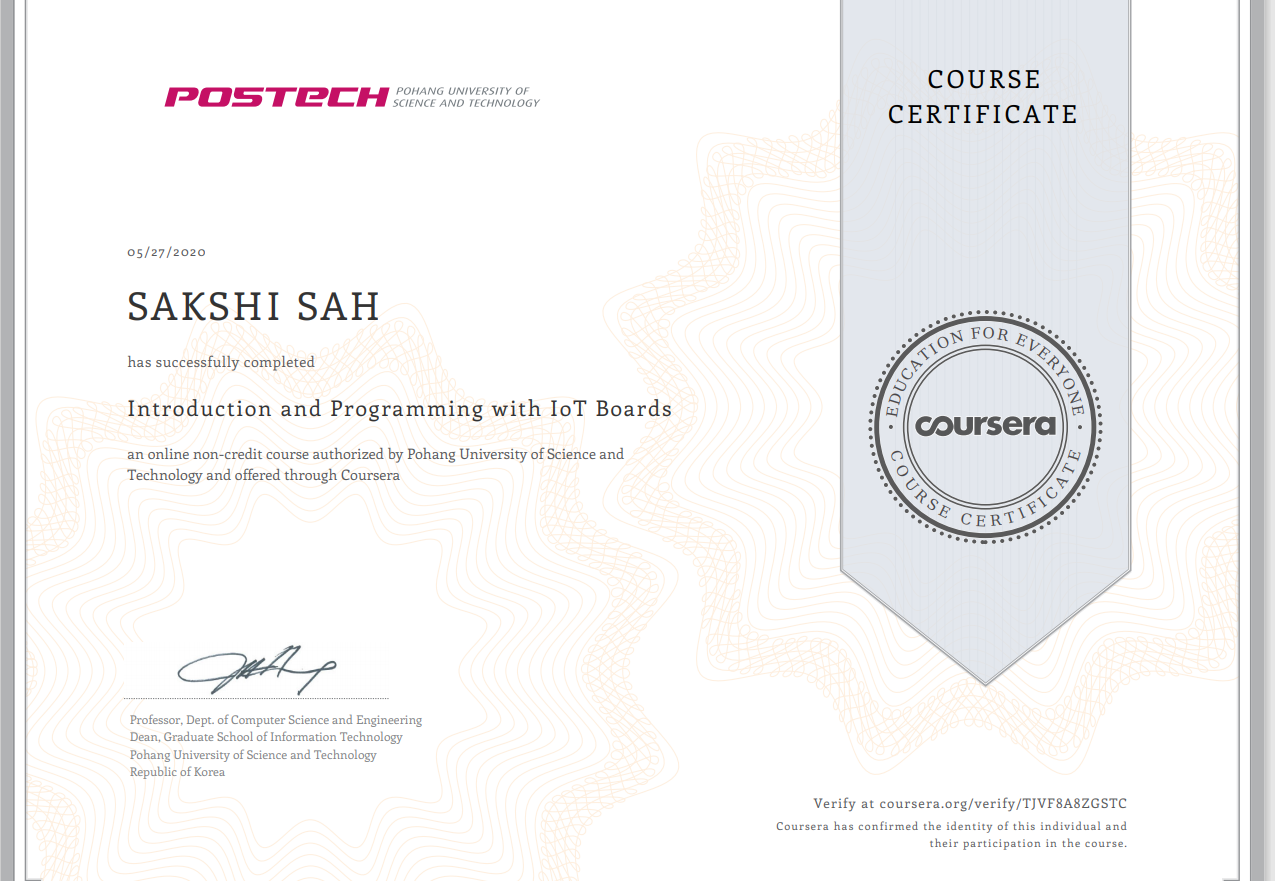 POSTECH POHANG UNIVERSITY OF
SCIENCE AND TECHNOLOGY
COURSE
CERTIFICATE
05/27/2020
SAKSHI SAH
has successfully completed
Introduction and Programming with IoT Boards
an online non-credit course authorized by Pohang University of Science and
Technology and offered through Coursera
EDUCATION FOR EVERYONE
coursera
COURSE CERTIFICATE
Professor, Dept. of Computer Science and Engineering
Dean, Graduate School of Information Technology
Pohang University of Science and Technology
Republic of Korea
Verify at coursera.org/verify/TJVF8A8ZGSTC
Coursera has confirmed the identity of this individual and
their participation in the course.